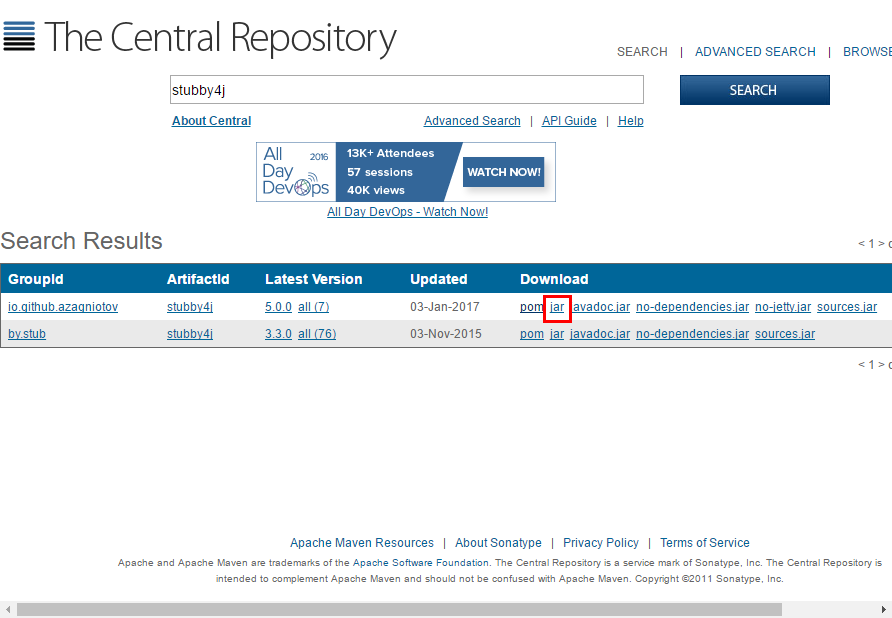 The Central Repository
SEARCH | ADVANCED SEARCH | BROWSE
stubby4j
SEARCH
About Central
Advanced Search | API Guide | Help
All Day DevOps 2016
13K+ Attendees
57 sessions
40K views
WATCH NOW!
All Day DevOps - Watch Now!
Search Results
< 1 >
GroupId ArtifactId Latest Version Updated Download
io.github.azagniotov stubby4j 5.0.0 all (7) 03-Jan-2017 pom jar javadoc.jar no-dependencies.jar no-jetty.jar sources.jar
by.stub stubby4j 3.3.0 all (76) 03-Nov-2015 pom jar javadoc.jar no-dependencies.jar sources.jar
< 1 >
Apache Maven Resources | About Sonatype | Privacy Policy | Terms of Service
Apache and Apache Maven are trademarks of the Apache Software Foundation. The Central Repository is a service mark of Sonatype, Inc. The Central Repository is
intended to complement Apache Maven and should not be confused with Apache Maven. Copyright ©2011 Sonatype, Inc.